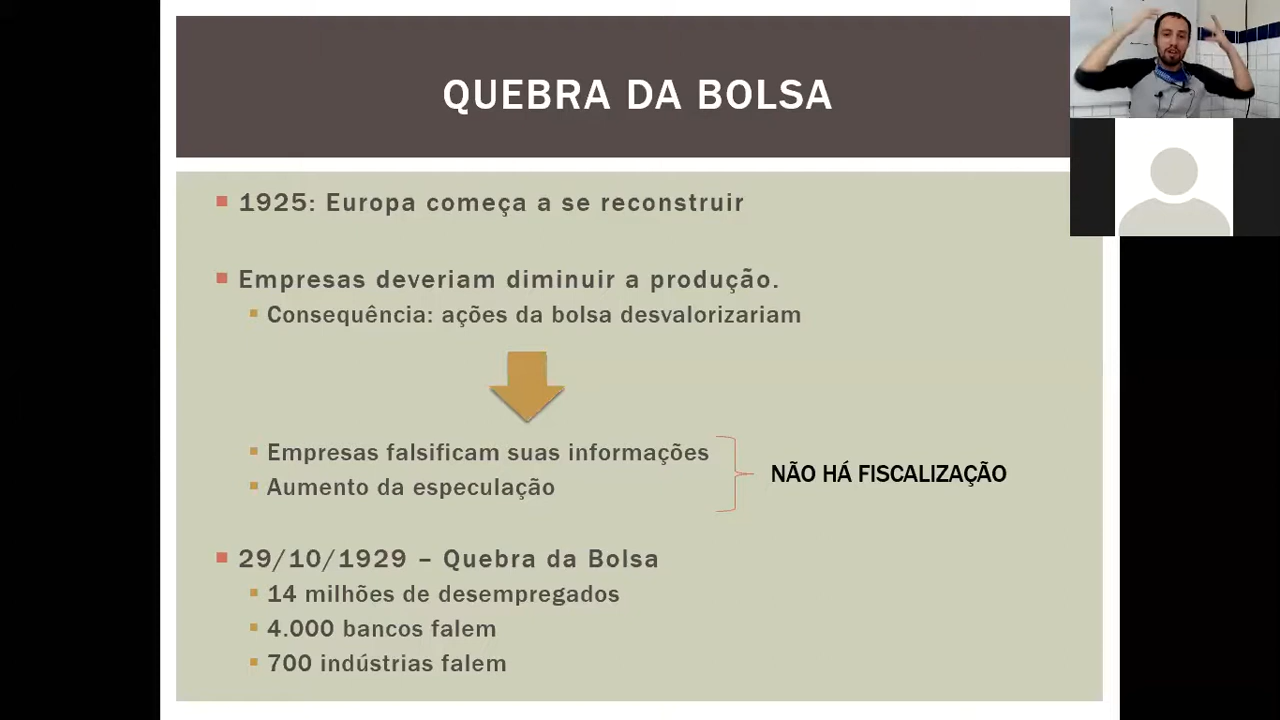 QUEBRA DA BOLSA
1925: Europa começa a se reconstruir
Empresas deveriam diminuir a produção.
Consequência: ações da bolsa desvalorizariam
Empresas falsificam suas informações
Aumento da especulação
NÃO HÁ FISCALIZAÇÃO
29/10/1929 – Quebra da Bolsa
14 milhões de desempregados
4.000 bancos falem
700 indústrias falem